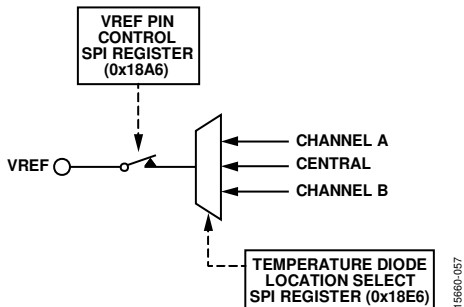 VREF PIN
CONTROL
SPI REGISTER
(0x18A6)
VREF
CHANNEL A
CENTRAL
CHANNEL B
TEMPERATURE DIODE
LOCATION SELECT
SPI REGISTER (0x18E6)
15660-057